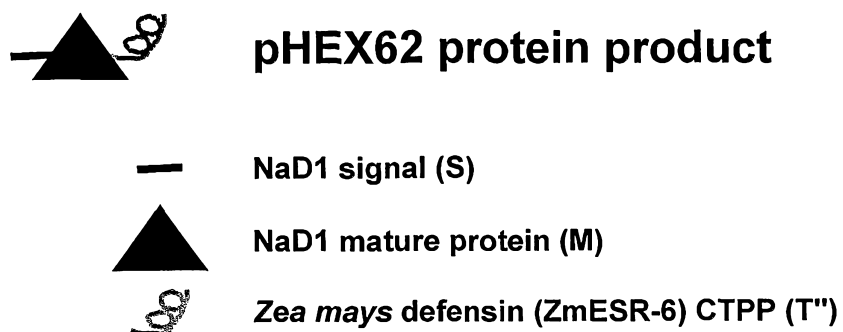 pHEX62 protein product
NaD1 signal (S)
NaD1 mature protein (M)
Zea mays defensin (ZmESR-6) CTPP (T")